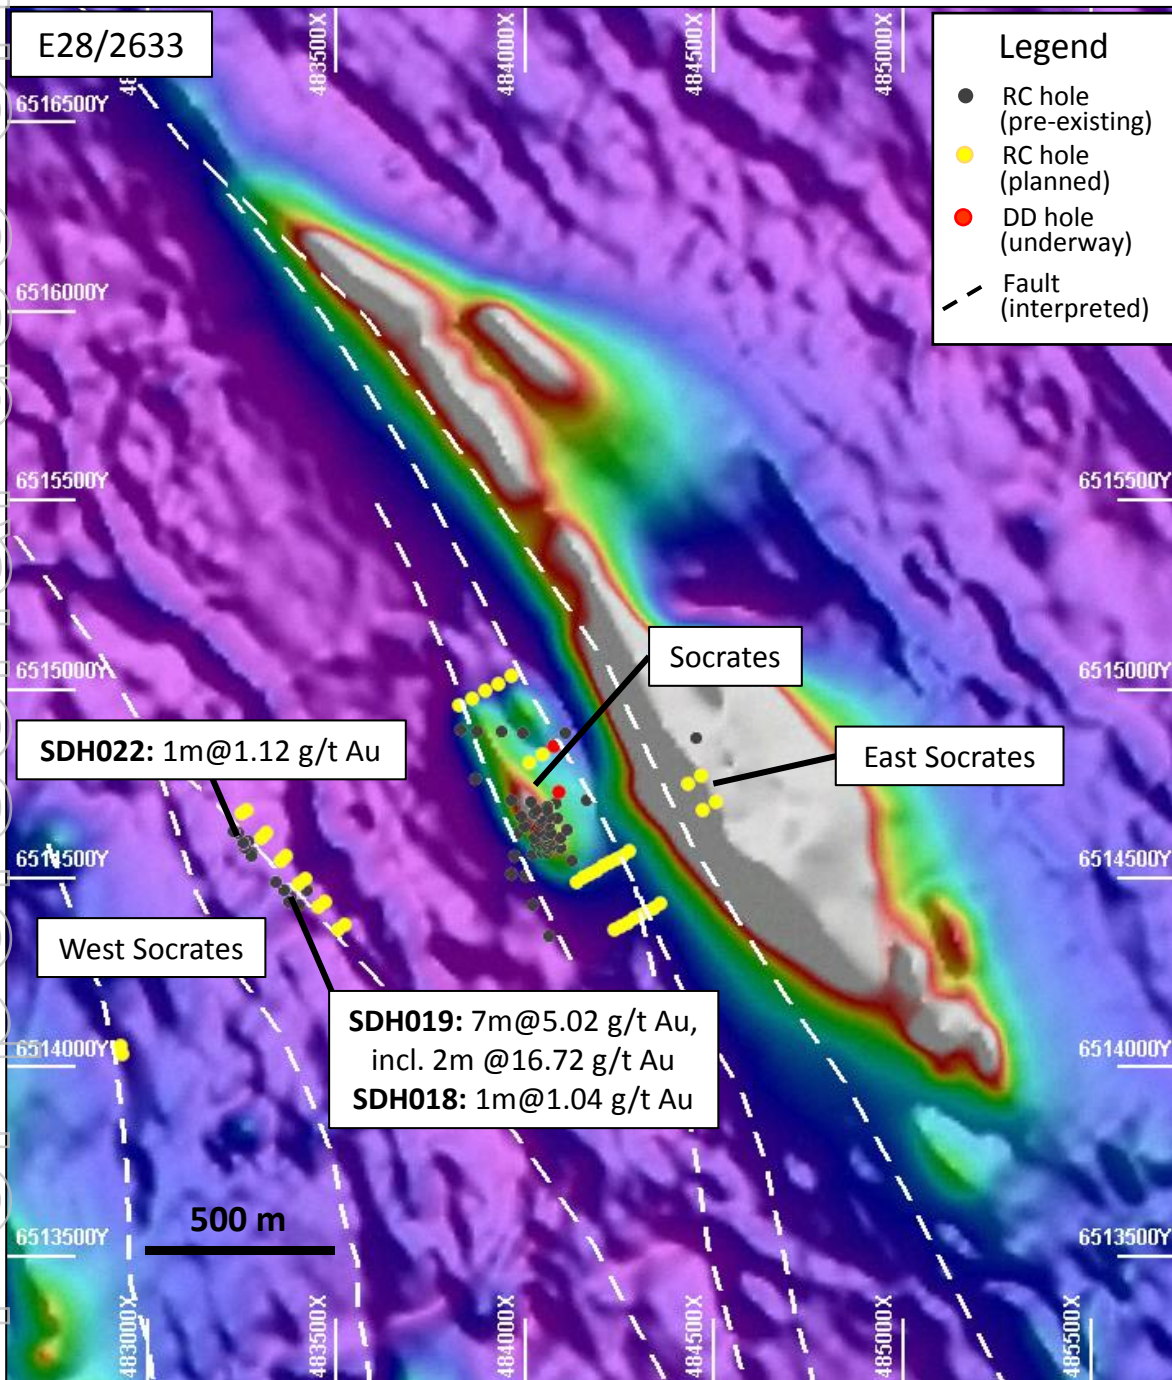 E28/2633
483500X
484000X
484500X
485000X
Legend
RC hole
(pre-existing)
RC hole
(planned)
DD hole
(underway)
Fault
(interpreted)
6516500Y
6516000Y
6515500Y
6515500Y
6515000Y
6515000Y
Socrates
SDH022: 1m@1.12 g/t Au
East Socrates
6514500Y
6514500Y
West Socrates
SDH019: 7m@5.02 g/t Au,
incl. 2m @16.72 g/t Au
SDH018: 1m@1.04 g/t Au
6514000Y
6514000Y
500 m
6513500Y
6513500Y
483000X
483500X
484000X
484500X
485000X
485500X